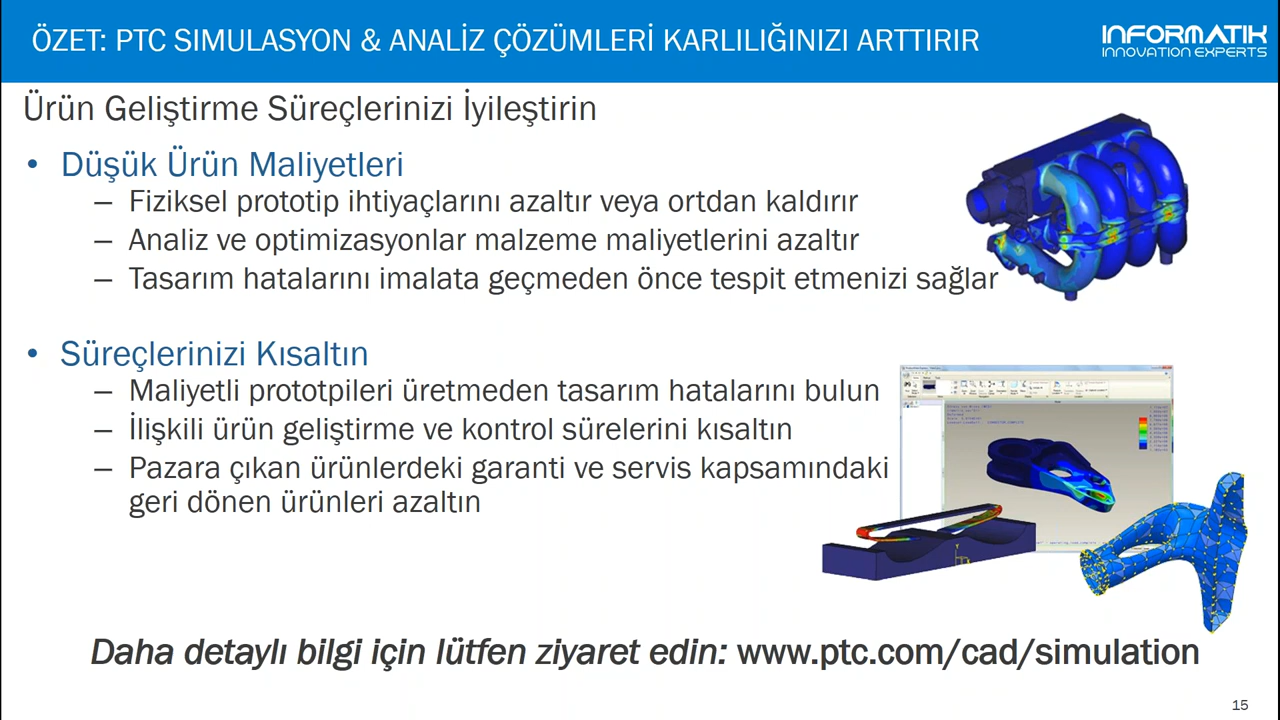 ÖZET: PTC SIMULASYON & ANALİZ ÇÖZÜMLERİ KARLILIĞINIZI ARTTIRIR
INFORMATIK
INNOVATION EXPERTS
Ürün Geliştirme Süreçlerinizi İyileştirin
• Düşük Ürün Maliyetleri
– Fiziksel prototip ihtiyaçlarını azaltır veya ortdan kaldırır
– Analiz ve optimizasyonlar malzeme maliyetlerini azaltır
– Tasarım hatalarını imalata geçmeden önce tespit etmenizi sağlar
• Süreçlerinizi Kısaltın
– Maliyetli prototpileri üretmeden tasarım hatalarını bulun
– İlişkili ürün geliştirme ve kontrol sürelerini kısaltın
– Pazara çıkan ürünlerdeki garanti ve servis kapsamındaki
geri dönen ürünleri azaltın
Daha detaylı bilgi için lütfen ziyaret edin: www.ptc.com/cad/simulation
15